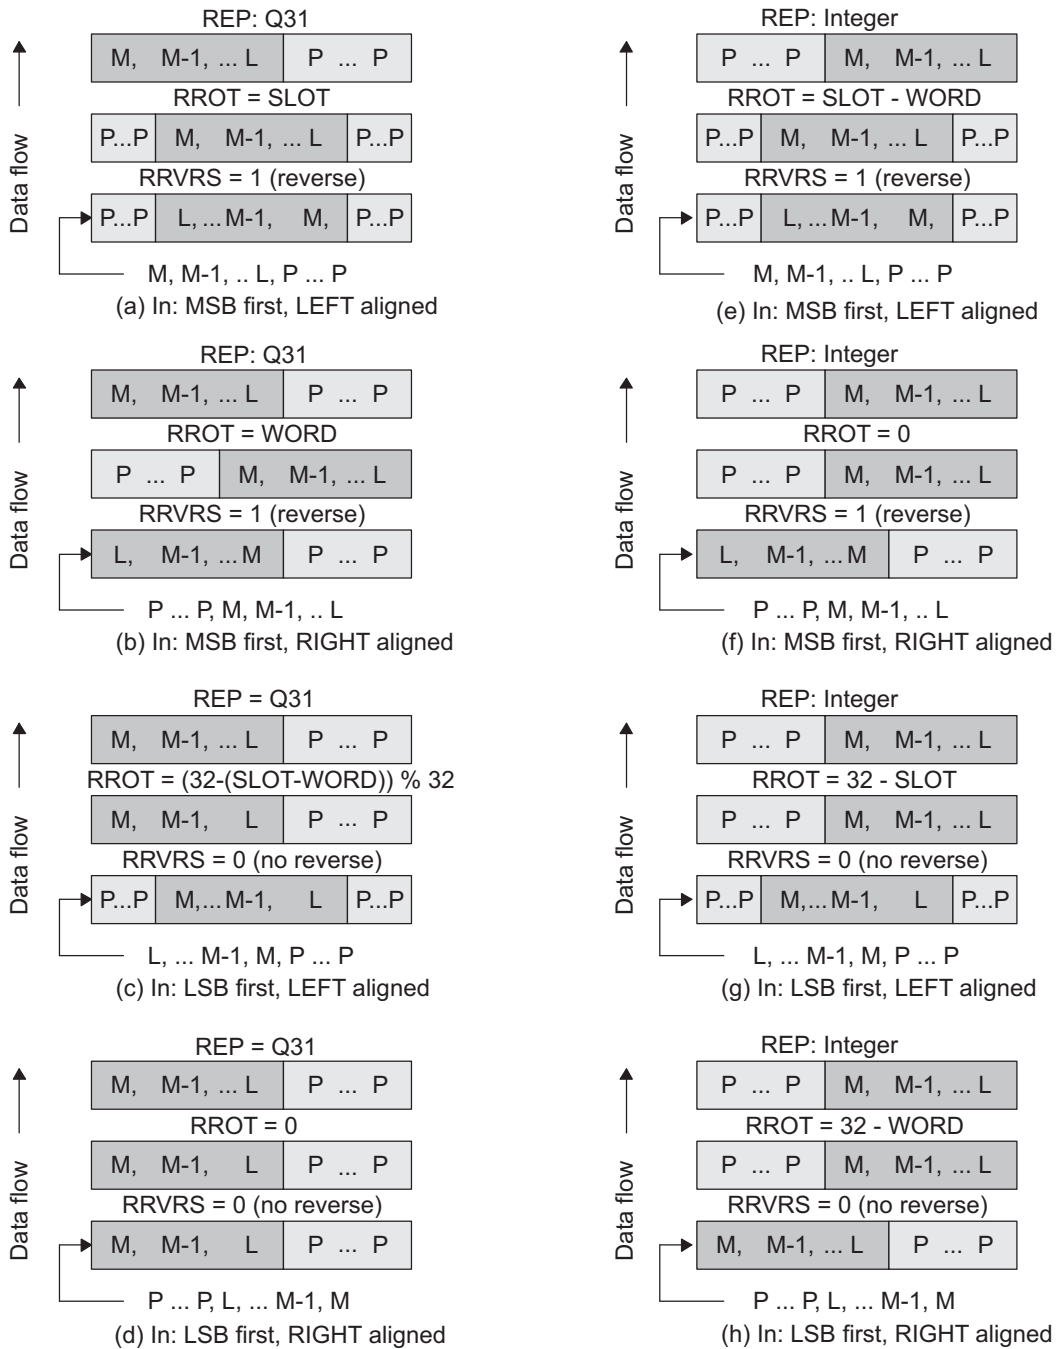 REP: Q31
M, M-1, ... L P ... P
RROT = SLOT
P...P M, M-1, ... L P...P
RRVRS = 1 (reverse)
P...P L, ... M-1, M, P...P
Data flow
M, M-1, .. L, P ... P
(a) In: MSB first, LEFT aligned
REP: Q31
M, M-1, ... L P ... P
RROT = WORD
P ... P M, M-1, ... L
RRVRS = 1 (reverse)
L, M-1, ... M P ... P
Data flow
P ... P, M, M-1, .. L
(b) In: MSB first, RIGHT aligned
REP = Q31
M, M-1, ... L P ... P
RROT = (32-(SLOT-WORD)) % 32
M, M-1, L P ... P
RRVRS = 0 (no reverse)
P...P M,... M-1, L P...P
Data flow
L, ... M-1, M, P ... P
(c) In: LSB first, LEFT aligned
REP = Q31
M, M-1, ... L P ... P
RROT = 0
M, M-1, L P ... P
RRVRS = 0 (no reverse)
M, M-1, L P ... P
Data flow
P ... P, L, ... M-1, M
(d) In: LSB first, RIGHT aligned
REP: Integer
P ... P M, M-1, ... L
RROT = SLOT - WORD
P...P M, M-1, ... L P...P
RRVRS = 1 (reverse)
P...P L, ... M-1, M, P...P
Data flow
M, M-1, .. L, P ... P
(e) In: MSB first, LEFT aligned
REP: Integer
P ... P M, M-1, ... L
RROT = 0
P ... P M, M-1, ... L
RRVRS = 1 (reverse)
L, M-1, ... M P ... P
Data flow
P ... P, M, M-1, .. L
(f) In: MSB first, RIGHT aligned
REP: Integer
P ... P M, M-1, ... L
RROT = 32 - SLOT
P ... P M, M-1, ... L
RRVRS = 0 (no reverse)
P...P M,... M-1, L P...P
Data flow
L, ... M-1, M, P ... P
(g) In: LSB first, LEFT aligned
REP: Integer
P ... P M, M-1, ... L
RROT = 32 - WORD
P ... P M, M-1, ... L
RRVRS = 0 (no reverse)
M, M-1, ... L P ... P
Data flow
P ... P, L, ... M-1, M
(h) In: LSB first, RIGHT aligned